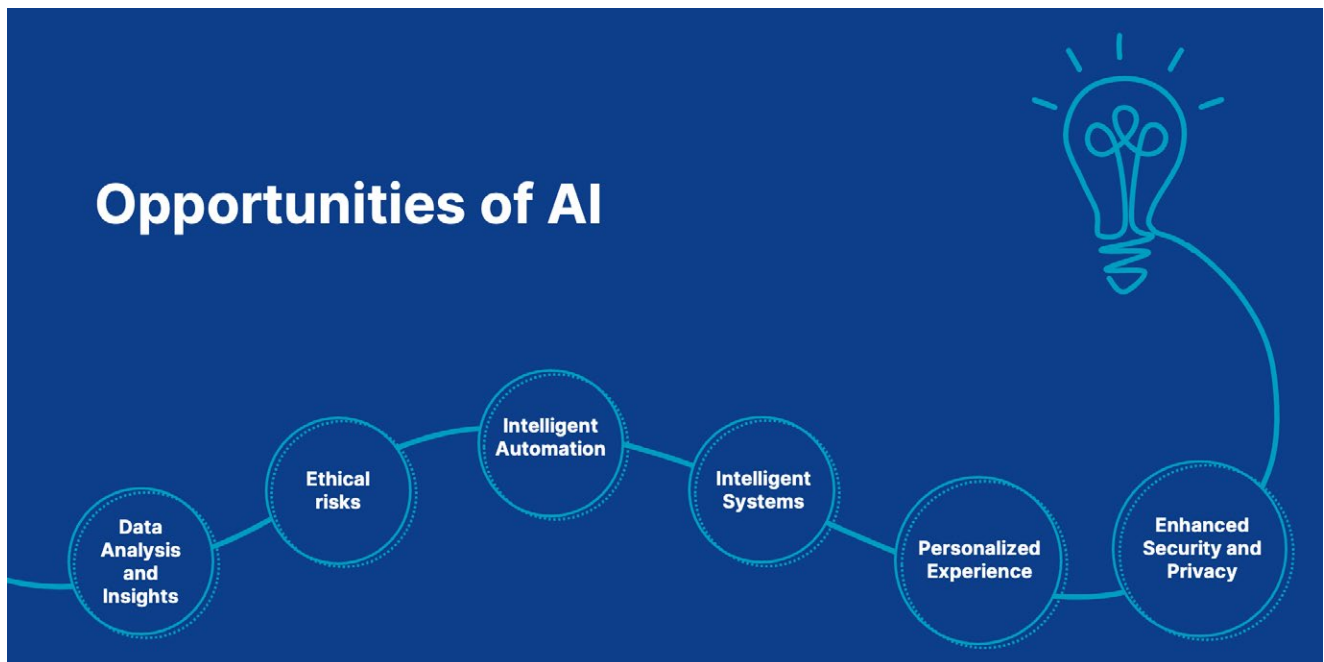 Opportunities of AI
Data
Analysis
and
Insights
Ethical
risks
Intelligent
Automation
Intelligent
Systems
Personalized
Experience
Enhanced
Security and
Privacy